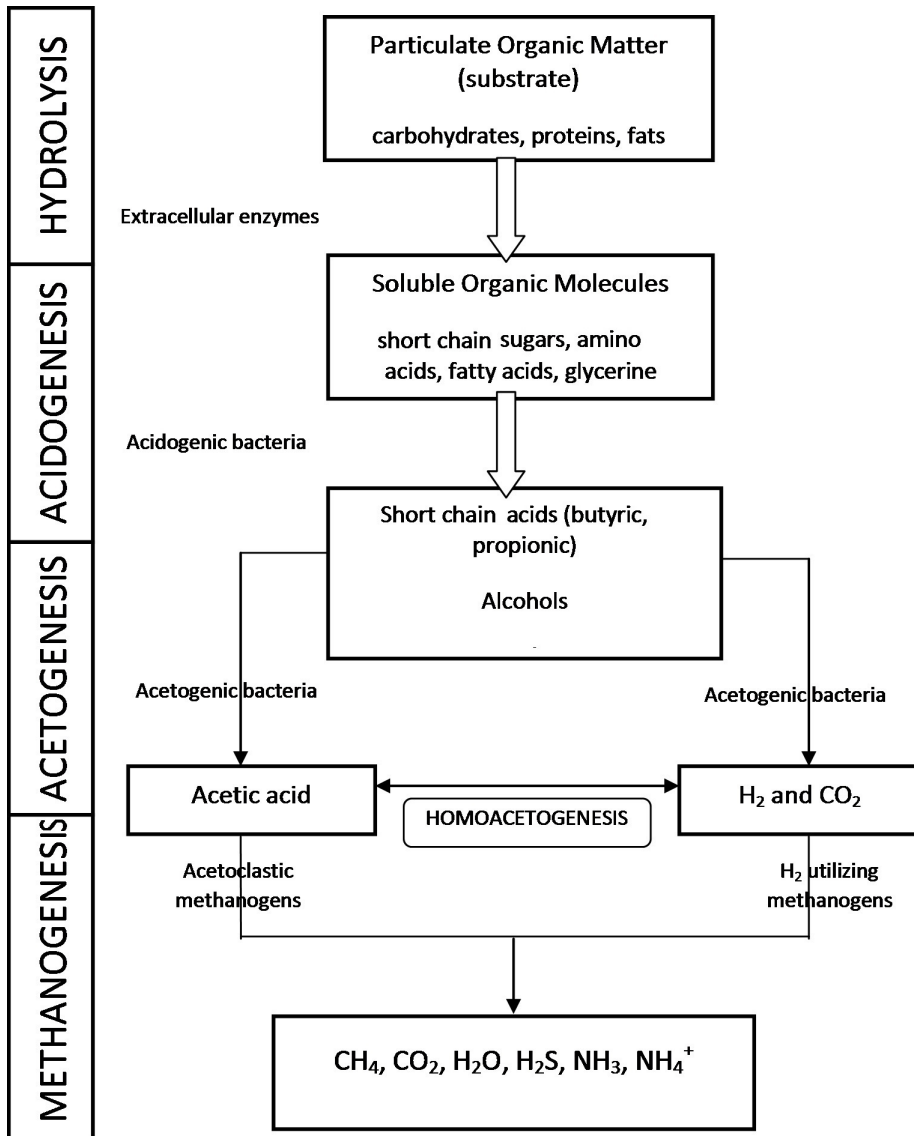 HYDROLYSIS
Particulate Organic Matter
(substrate)
carbohydrates, proteins, fats
Extracellular enzymes
ACIDOGENESIS
Soluble Organic Molecules
short chain sugars, amino
acids, fatty acids, glycerine
Acidogenic bacteria
Short chain acids (butyric,
propionic)
Alcohols
ACETOGENESIS
Acetogenic bacteria
Acetogenic bacteria
Acetic acid
H₂ and CO₂
HOMOACETOGENESIS
METHANOGENESIS
Acetoclastic
methanogens
H₂ utilizing
methanogens
CH₄, CO₂, H₂O, H₂S, NH₃, NH₄⁺